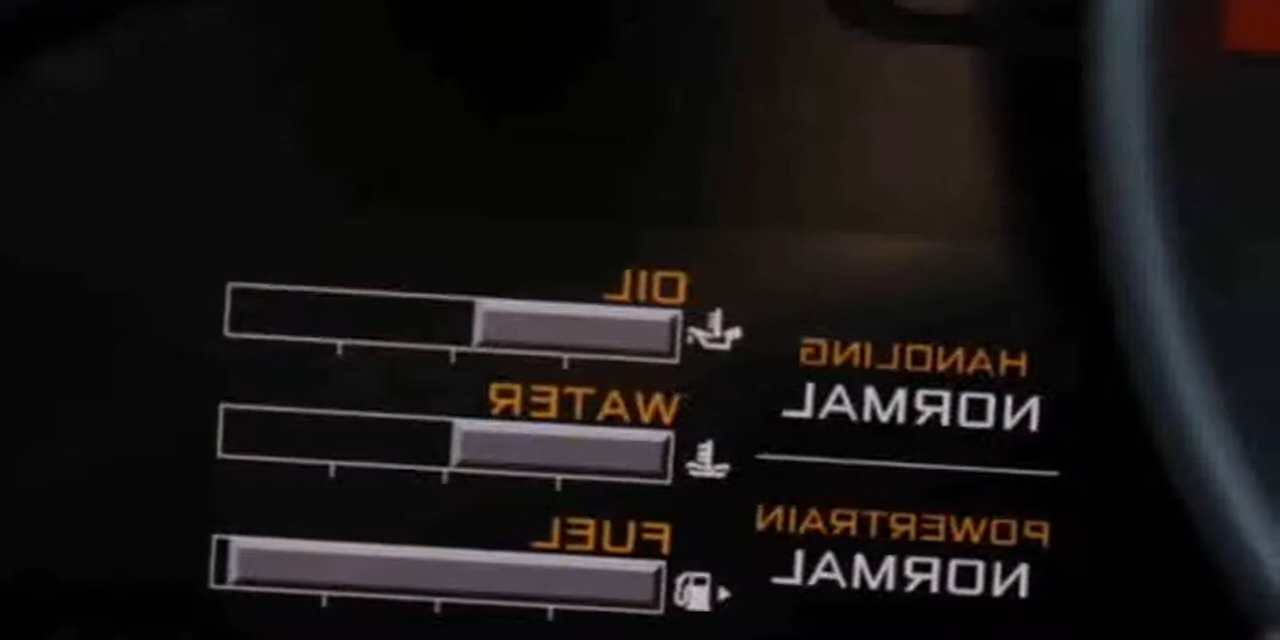 OIL
WATER
FUEL
HANDLING
NORMAL
POWERTRAIN
NORMAL